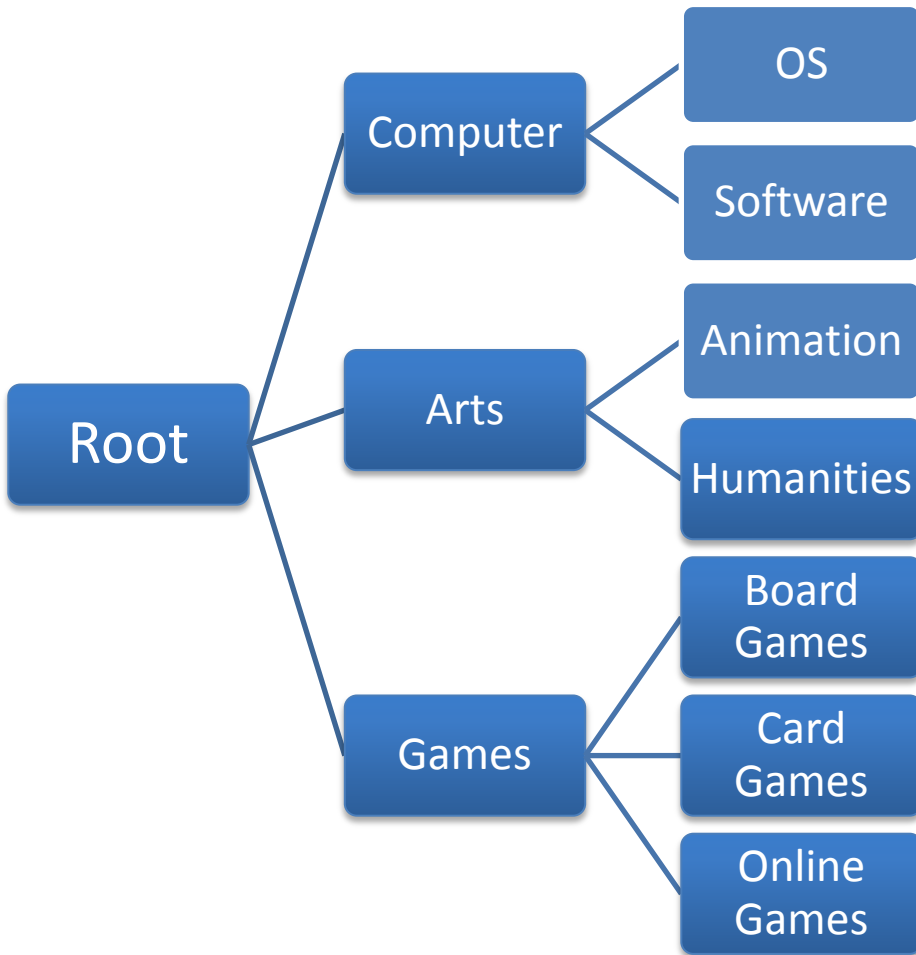 Root
Computer
OS
Software
Arts
Animation
Humanities
Games
Board
Games
Card
Games
Online
Games